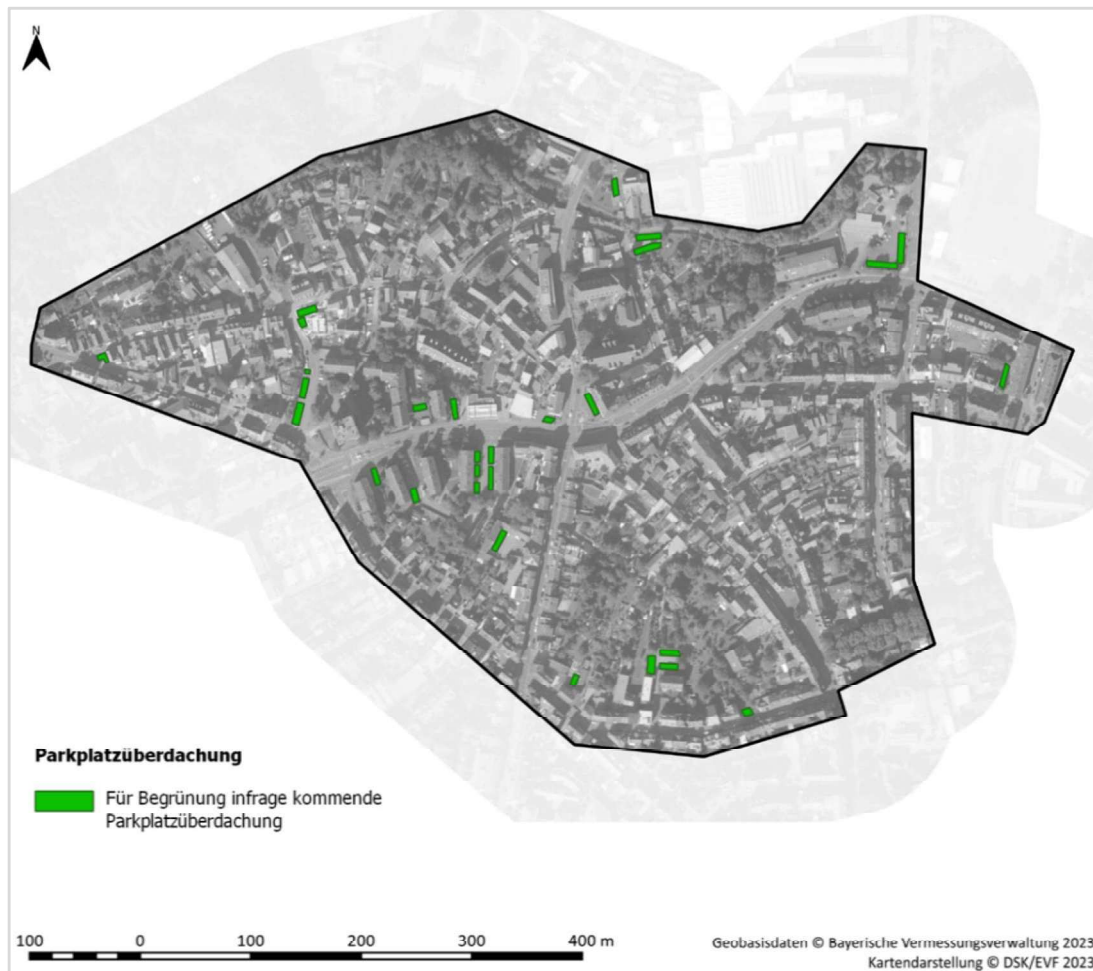 N
Parkplatzüberdachung
Für Begrünung infrage kommende
Parkplatzüberdachung
100 0 100 200 300 400 m
Geobasisdaten © Bayerische Vermessungsverwaltung 2023
Kartendarstellung © DSK/EVF 2023